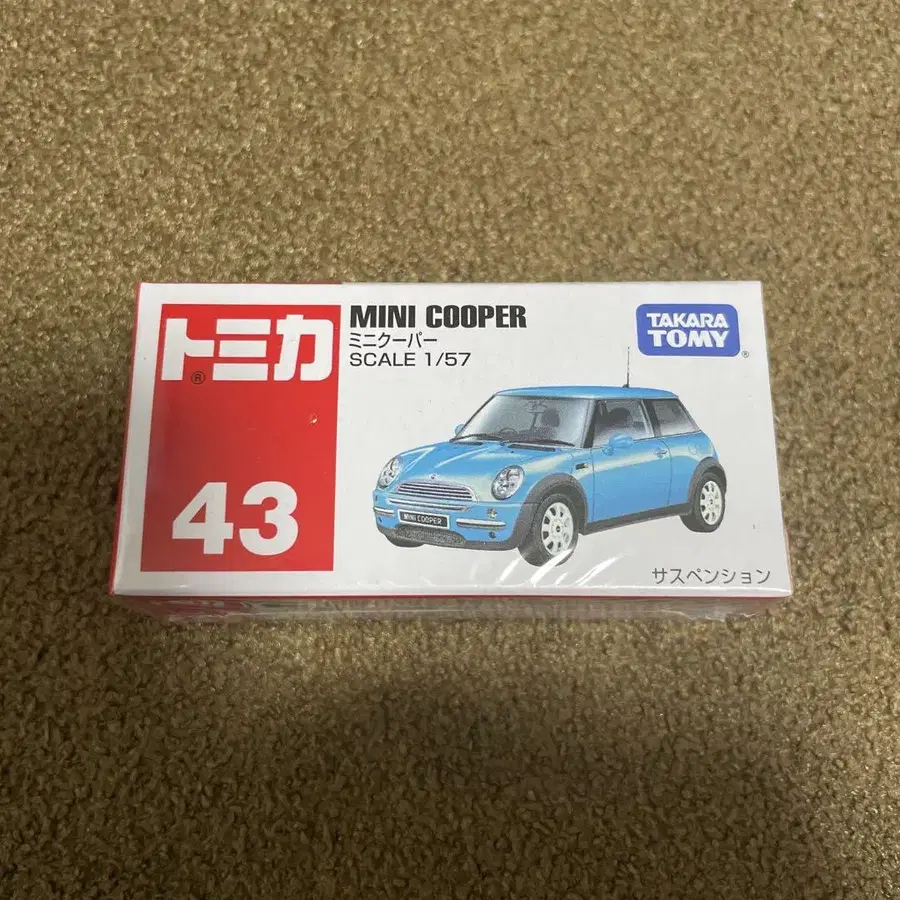 トミカ®
43
MINI COOPER
ミニクーパー
SCALE 1/57
TAKARA
TOMY®
MINI COOPER
サスペンション